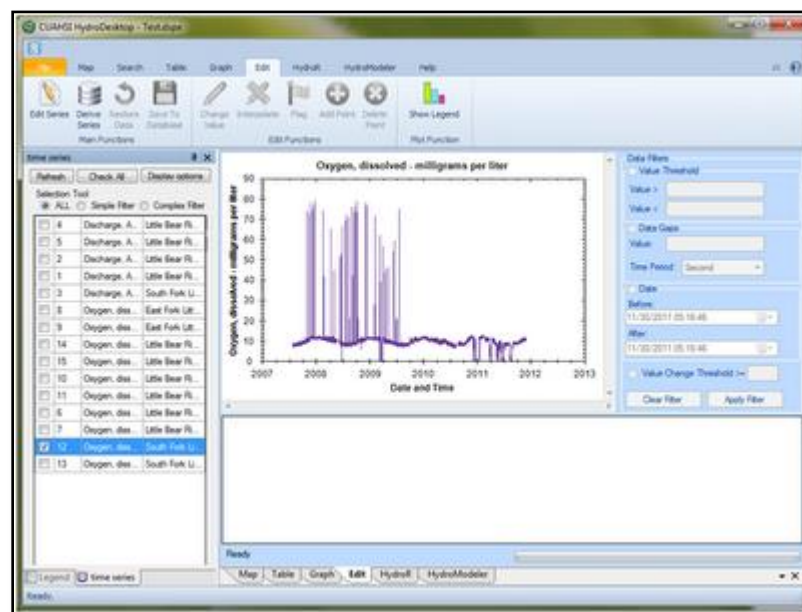 CUAHSI HydroDesktop - Test.dspx
Map Search Table Graph Edit HydroR HydroModeler Help
Edit Series Derive Series Restore Data Save To Database Change Value Interpolate Flag Add Point Delete Point Show Legend
Main Functions Edit Functions Plot Function
time series
Refresh Check All Display options
Selection Tool
ALL Simple Filter Complex Filter
4 Discharge, A... Little Bear Ri...
5 Discharge, A... Little Bear Ri...
2 Discharge, A... Little Bear Ri...
1 Discharge, A... Little Bear Ri...
3 Discharge, A... South Fork Li...
8 Oxygen, diss... East Fork Litt...
9 Oxygen, diss... East Fork Litt...
14 Oxygen, diss... Little Bear Ri...
15 Oxygen, diss... Little Bear Ri...
10 Oxygen, diss... Little Bear Ri...
11 Oxygen, diss... Little Bear Ri...
6 Oxygen, diss... Little Bear Ri...
7 Oxygen, diss... Little Bear Ri...
12 Oxygen, diss... South Fork Li...
13 Oxygen, diss... South Fork Li...
Legend time series
Oxygen, dissolved - milligrams per liter
Oxygen, dissolved - milligrams per liter
90
80
70
60
50
40
30
20
10
0
2007 2008 2009 2010 2011 2012 2013
Date and Time
Data Filters
Value Threshold
Value >
Value <
Data Gaps
Value:
Time Period: Second
Date
Before:
11/30/2011 05:16:46
After:
11/30/2011 05:16:46
Value Change Threshold >=
Clear Filter Apply Filter
Ready
Map Table Graph Edit HydroR HydroModeler
Ready.